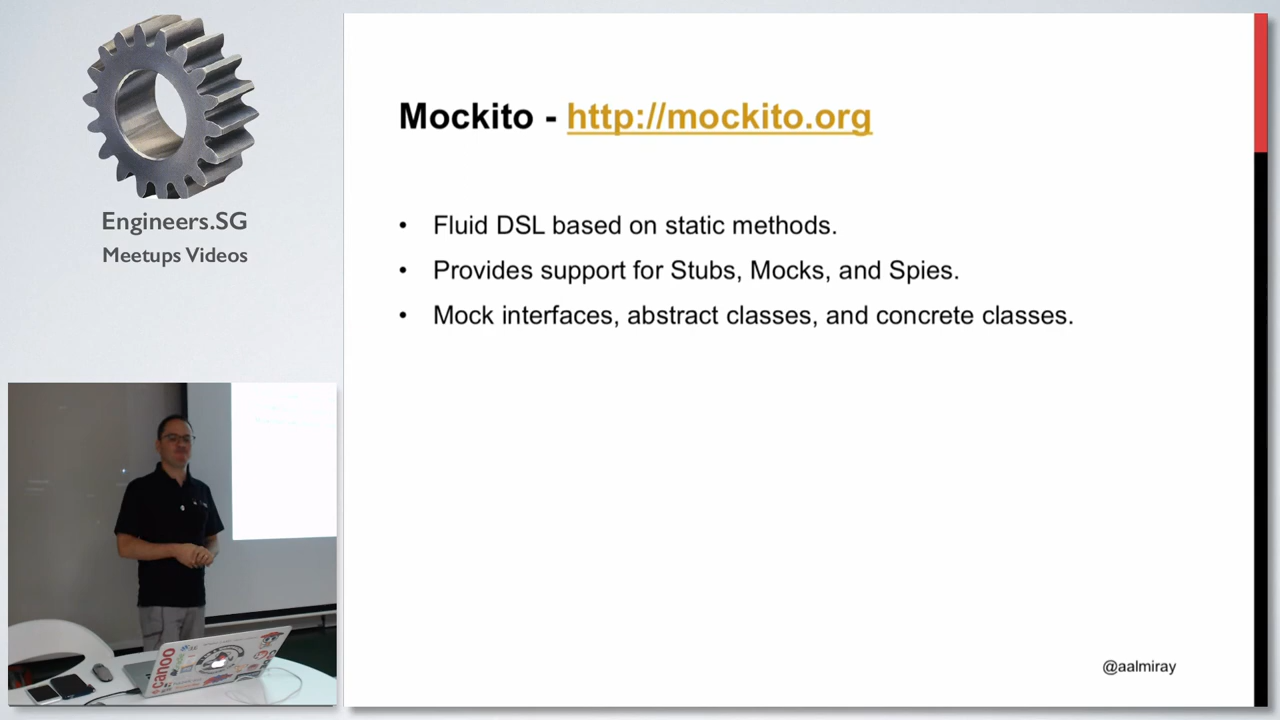 Engineers.SG
Meetups Videos
Mockito - http://mockito.org
• Fluid DSL based on static methods.
• Provides support for Stubs, Mocks, and Spies.
• Mock interfaces, abstract classes, and concrete classes.
@aalmiray
canoo